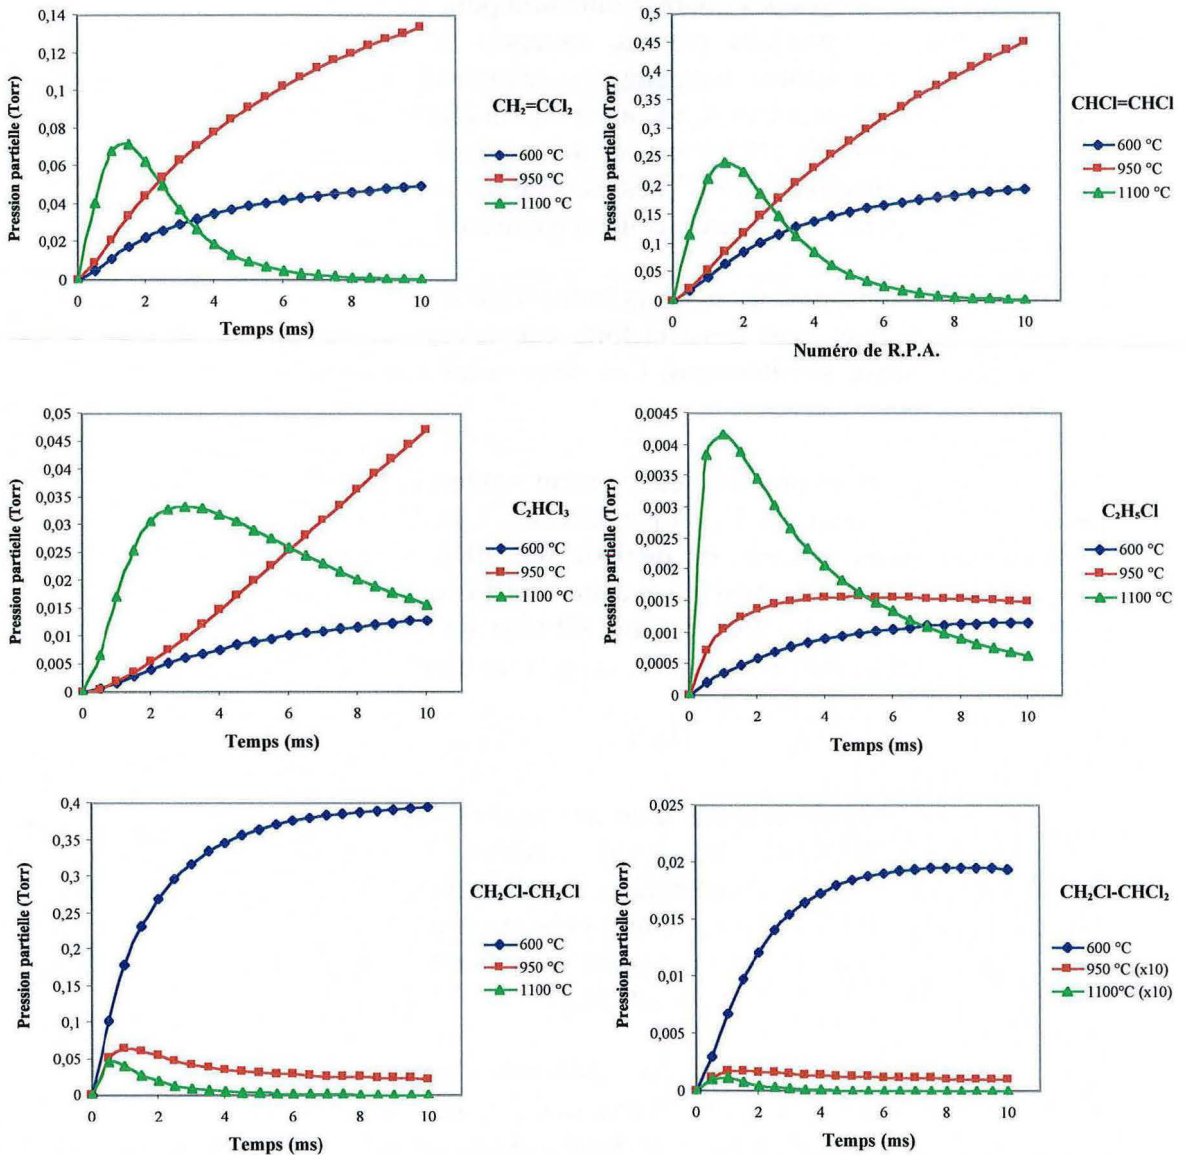 0,14
0,12
0,1
0,08
0,06
0,04
0,02
0
Pression partielle (Torr)
0 2 4 6 8 10
Temps (ms)
CH₂=CCl₂
600 °C
950 °C
1100 °C
0,5
0,45
0,4
0,35
0,3
0,25
0,2
0,15
0,1
0,05
0
Pression partielle (Torr)
0 2 4 6 8 10
Numéro de R.P.A.
CHCl=CHCl
600 °C
950 °C
1100 °C
0,05
0,045
0,04
0,035
0,03
0,025
0,02
0,015
0,01
0,005
0
Pression partielle (Torr)
0 2 4 6 8 10
Temps (ms)
C₂HCl₃
600 °C
950 °C
1100 °C
0,0045
0,004
0,0035
0,003
0,0025
0,002
0,0015
0,001
0,0005
0
Pression partielle (Torr)
0 2 4 6 8 10
Temps (ms)
C₂H₅Cl
600 °C
950 °C
1100 °C
0,4
0,35
0,3
0,25
0,2
0,15
0,1
0,05
0
Pression partielle (Torr)
0 2 4 6 8 10
Temps (ms)
CH₂Cl-CH₂Cl
600 °C
950 °C
1100 °C
0,025
0,02
0,015
0,01
0,005
0
Pression partielle (Torr)
0 2 4 6 8 10
Temps (ms)
CH₂Cl-CHCl₂
600 °C
950 °C (x10)
1100°C (x10)